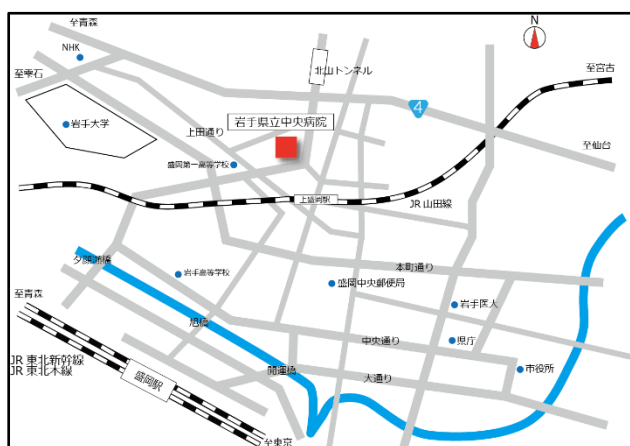 至青森
N
NHK
北山トンネル
至宮古
至雫石
4
岩手大学
上田通り
岩手県立中央病院
至仙台
盛岡第一高等学校
上盛岡駅
JR 山田線
夕顔瀬橋
岩手高等学校
本町通り
盛岡中央郵便局
至青森
岩手医大
旭橋
中央通り
県庁
JR 東北新幹線
JR 東北本線
開運橋
大通り
市役所
盛岡駅
至東京